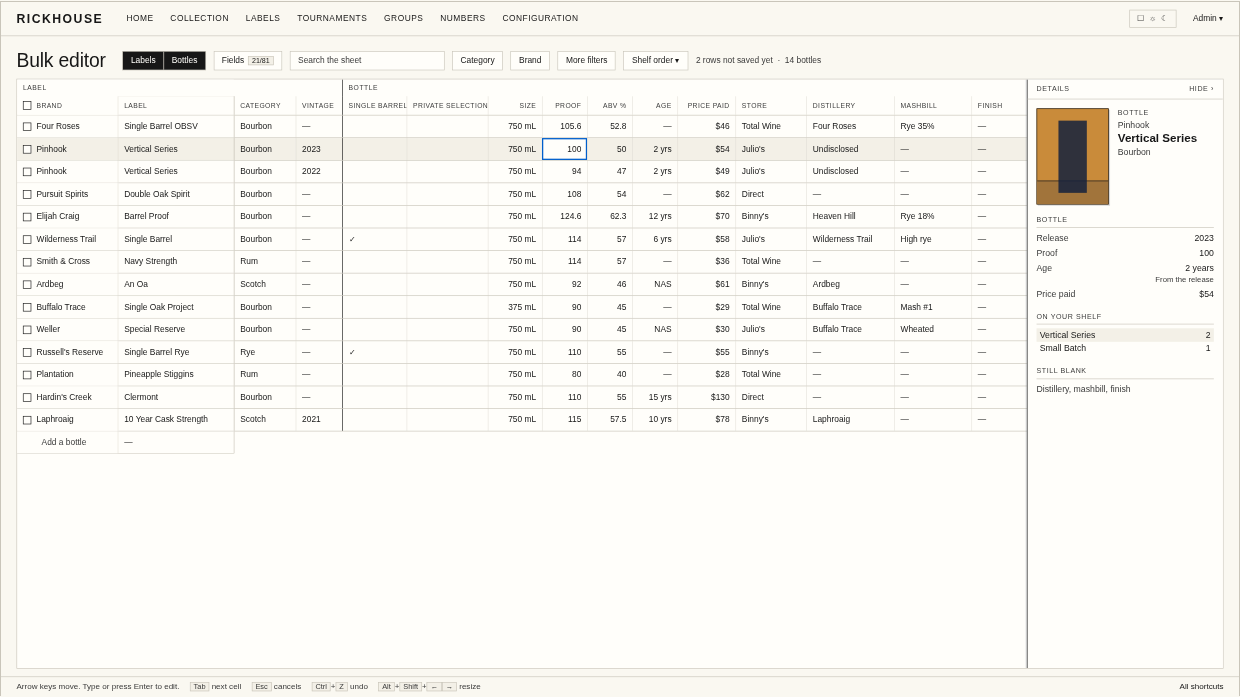 RICKHOUSE HOME COLLECTION LABELS TOURNAMENTS GROUPS NUMBERS CONFIGURATION Admin ▾
Bulk editor Labels Bottles Fields 21/81 Search the sheet Category Brand More filters Shelf order ▾ 2 rows not saved yet · 14 bottles
LABEL BOTTLE
BRAND LABEL CATEGORY VINTAGE SINGLE BARREL PRIVATE SELECTION SIZE PROOF ABV % AGE PRICE PAID STORE DISTILLERY MASHBILL FINISH
Four Roses Single Barrel OBSV Bourbon — 750 mL 105.6 52.8 — $46 Total Wine Four Roses Rye 35% —
Pinhook Vertical Series Bourbon 2023 750 mL 100 50 2 yrs $54 Julio's Undisclosed — —
Pinhook Vertical Series Bourbon 2022 750 mL 94 47 2 yrs $49 Julio's Undisclosed — —
Pursuit Spirits Double Oak Spirit Bourbon — 750 mL 108 54 — $62 Direct — — —
Elijah Craig Barrel Proof Bourbon — 750 mL 124.6 62.3 12 yrs $70 Binny's Heaven Hill Rye 18% —
Wilderness Trail Single Barrel Bourbon — ✓ 750 mL 114 57 6 yrs $58 Julio's Wilderness Trail High rye —
Smith & Cross Navy Strength Rum — 750 mL 114 57 — $36 Total Wine — — —
Ardbeg An Oa Scotch — 750 mL 92 46 NAS $61 Binny's Ardbeg — —
Buffalo Trace Single Oak Project Bourbon — 375 mL 90 45 — $29 Total Wine Buffalo Trace Mash #1 —
Weller Special Reserve Bourbon — 750 mL 90 45 NAS $30 Julio's Buffalo Trace Wheated —
Russell's Reserve Single Barrel Rye Rye — ✓ 750 mL 110 55 — $55 Binny's — — —
Plantation Pineapple Stiggins Rum — 750 mL 80 40 — $28 Total Wine — — —
Hardin's Creek Clermont Bourbon — 750 mL 110 55 15 yrs $130 Direct — — —
Laphroaig 10 Year Cask Strength Scotch 2021 750 mL 115 57.5 10 yrs $78 Binny's Laphroaig — —
Add a bottle —
DETAILS HIDE ›
BOTTLE
Pinhook
Vertical Series
Bourbon
BOTTLE
Release 2023
Proof 100
Age 2 years
From the release
Price paid $54
ON YOUR SHELF
Vertical Series 2
Small Batch 1
STILL BLANK
Distillery, mashbill, finish
Arrow keys move. Type or press Enter to edit. Tab next cell Esc cancels Ctrl + Z undo Alt + Shift + ← → resize All shortcuts